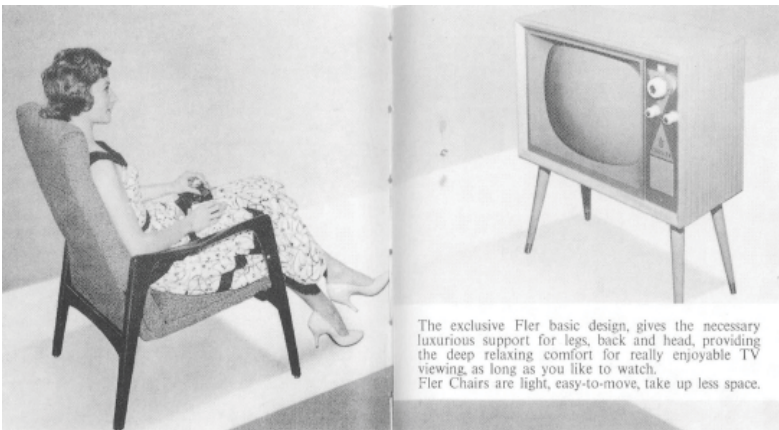 The exclusive Fler basic design, gives the necessary
luxurious support for legs, back and head, providing
the deep relaxing comfort for really enjoyable TV
viewing, as long as you like to watch.
Fler Chairs are light, easy-to-move, take up less space.